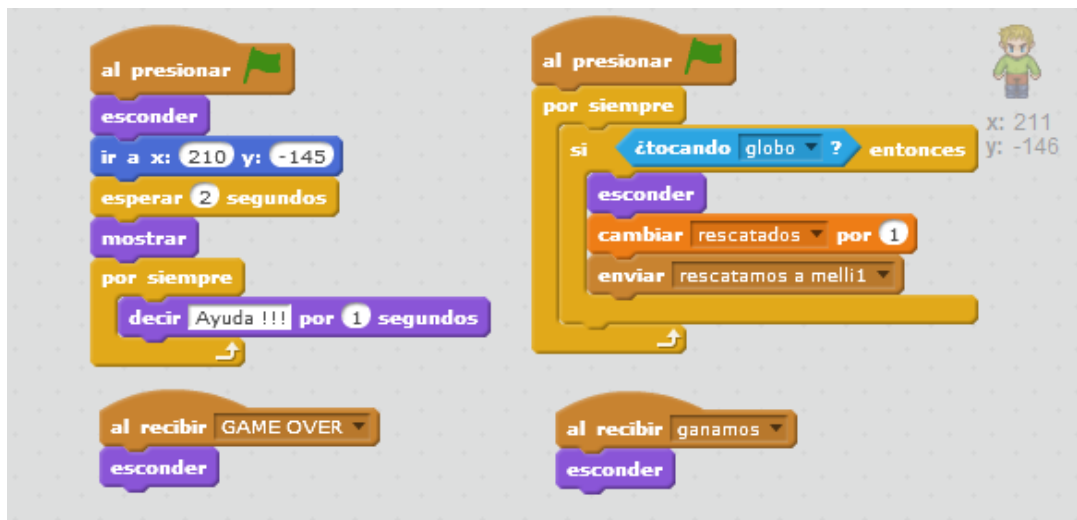 al presionar
esconder
ir a x: 210 y: -145
esperar 2 segundos
mostrar
por siempre
decir Ayuda !!! por 1 segundos
al recibir GAME OVER
esconder
al presionar
por siempre
si ¿tocando globo ? entonces
esconder
cambiar rescatados por 1
enviar rescatamos a melli1
al recibir ganamos
esconder
x: 211
y: -146